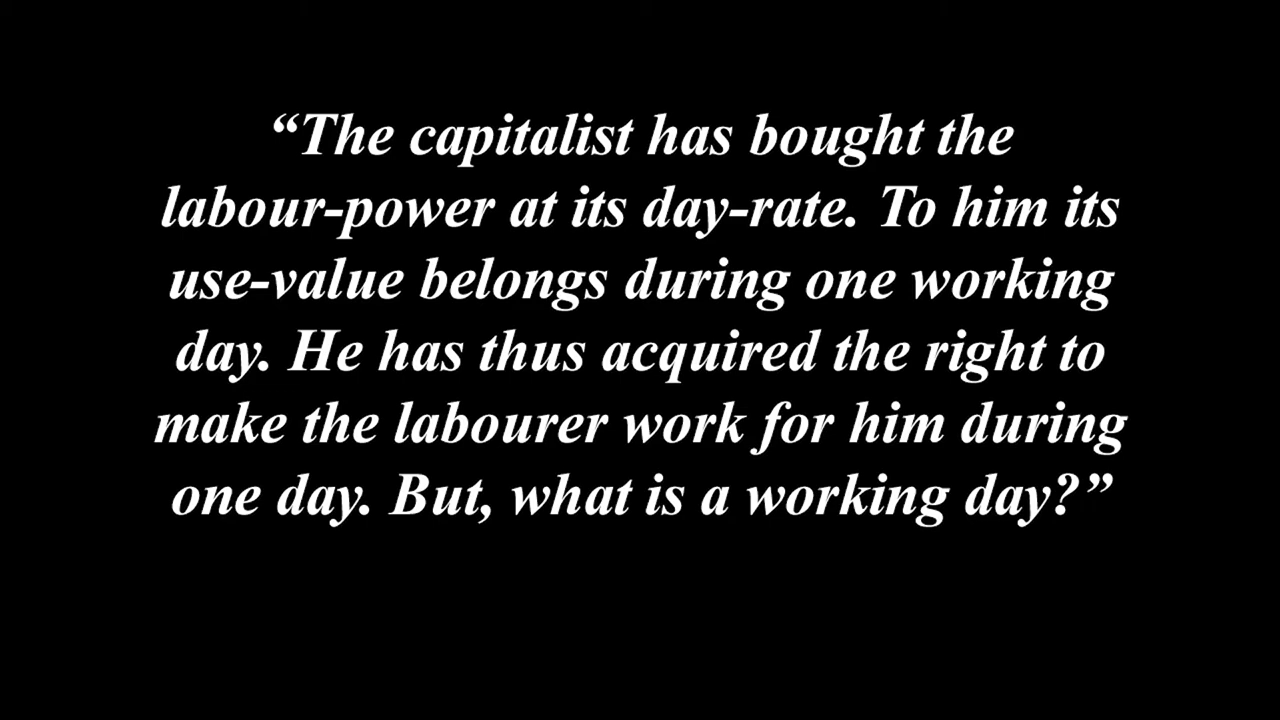 “The capitalist has bought the
labour-power at its day-rate. To him its
use-value belongs during one working
day. He has thus acquired the right to
make the labourer work for him during
one day. But, what is a working day?”